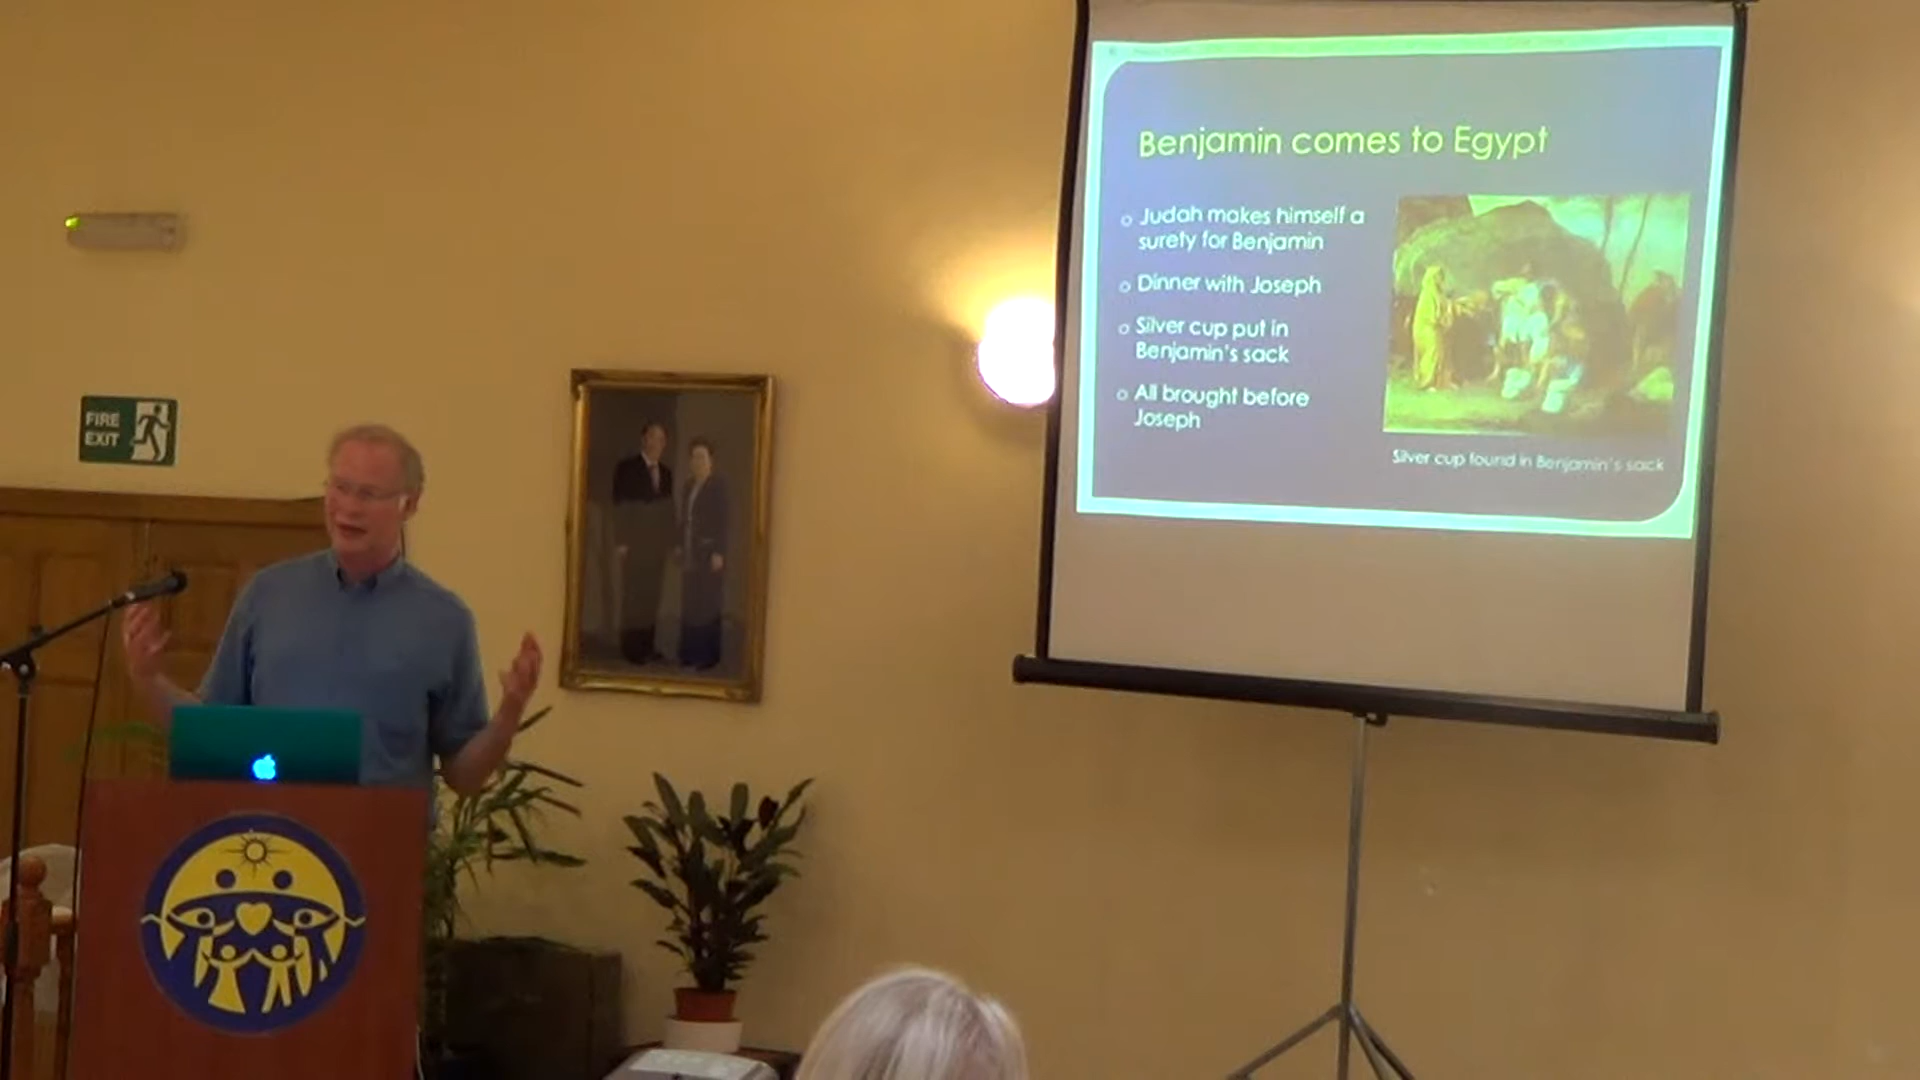 FIRE
EXIT
Benjamin comes to Egypt
Judah makes himself a
surety for Benjamin
Dinner with Joseph
Silver cup put in
Benjamin's sack
All brought before
Joseph
Silver cup found in Benjamin's sack